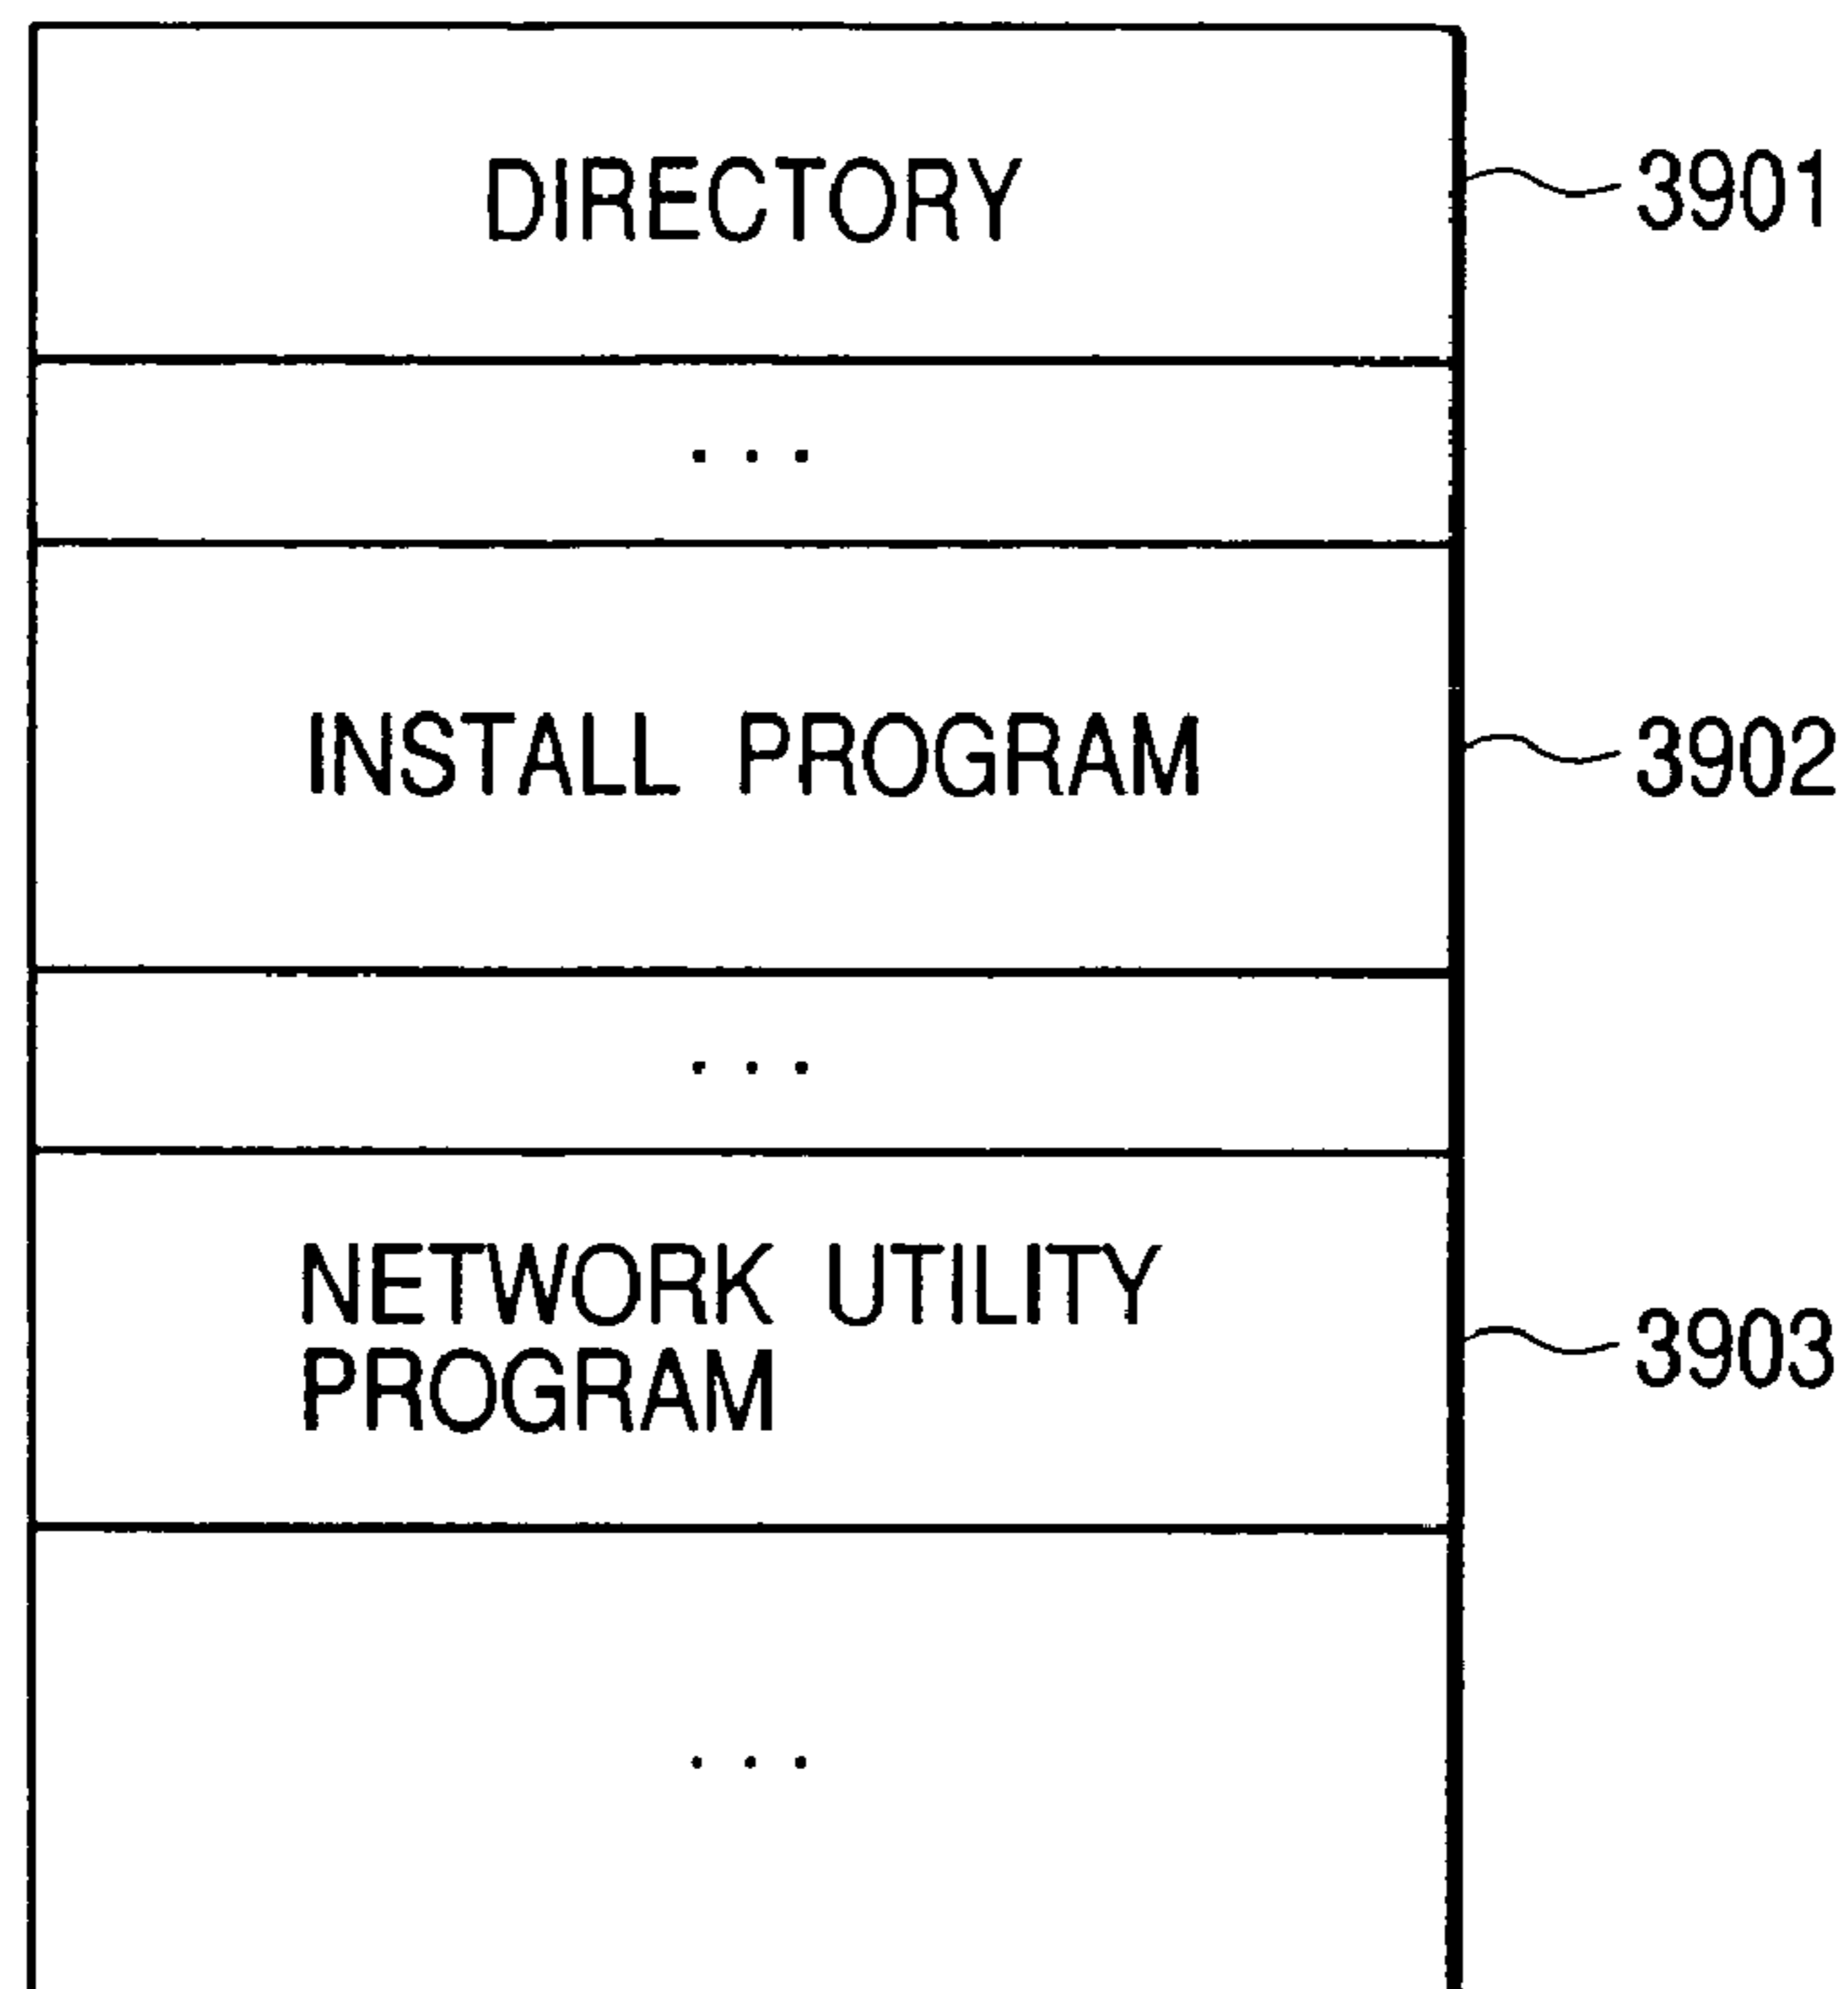 DIRECTORY 3901
. . .
INSTALL PROGRAM 3902
. . .
NETWORK UTILITY
PROGRAM 3903
. . .